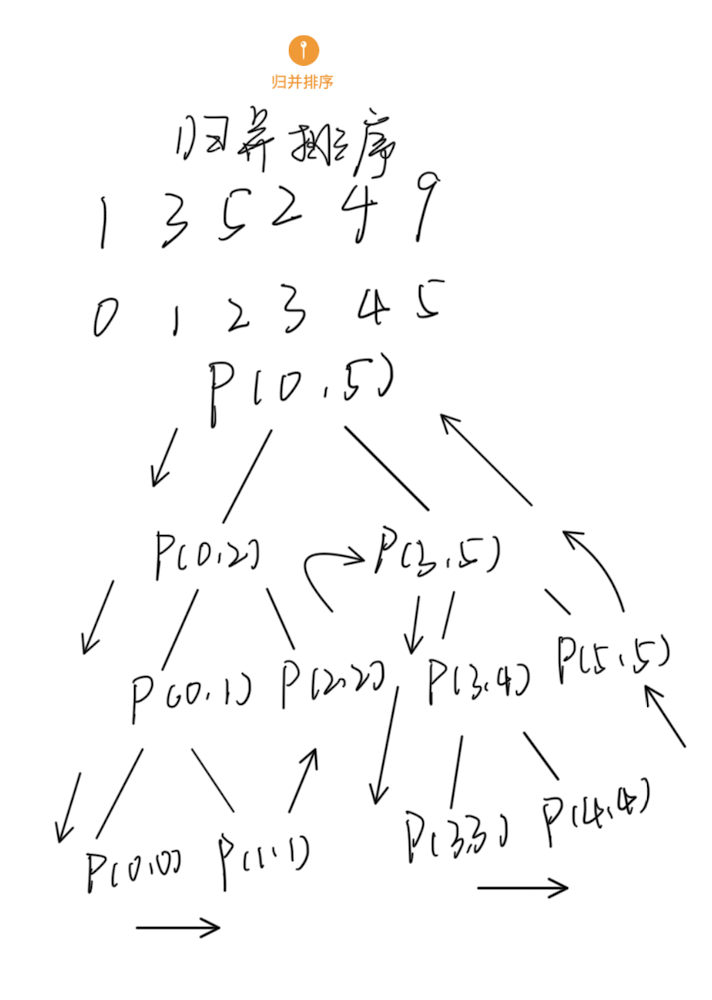 归并排序
归并排序
1 3 5 2 4 9
0 1 2 3 4 5
P(0,5)
P(0,2) P(3,5)
P(0,1) P(2,2) P(3,4) P(5,5)
P(0,0) P(1,1) P(3,3) P(4,4)